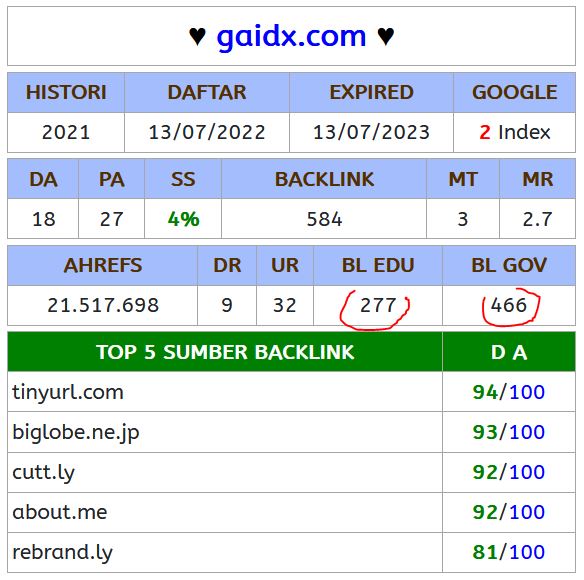 ♥ gaidx.com ♥
HISTORI DAFTAR EXPIRED GOOGLE
2021 13/07/2022 13/07/2023 2 Index
DA PA SS BACKLINK MT MR
18 27 4% 584 3 2.7
AHREFS DR UR BL EDU BL GOV
21.517.698 9 32 277 466
TOP 5 SUMBER BACKLINK D A
tinyurl.com 94/100
biglobe.ne.jp 93/100
cutt.ly 92/100
about.me 92/100
rebrand.ly 81/100